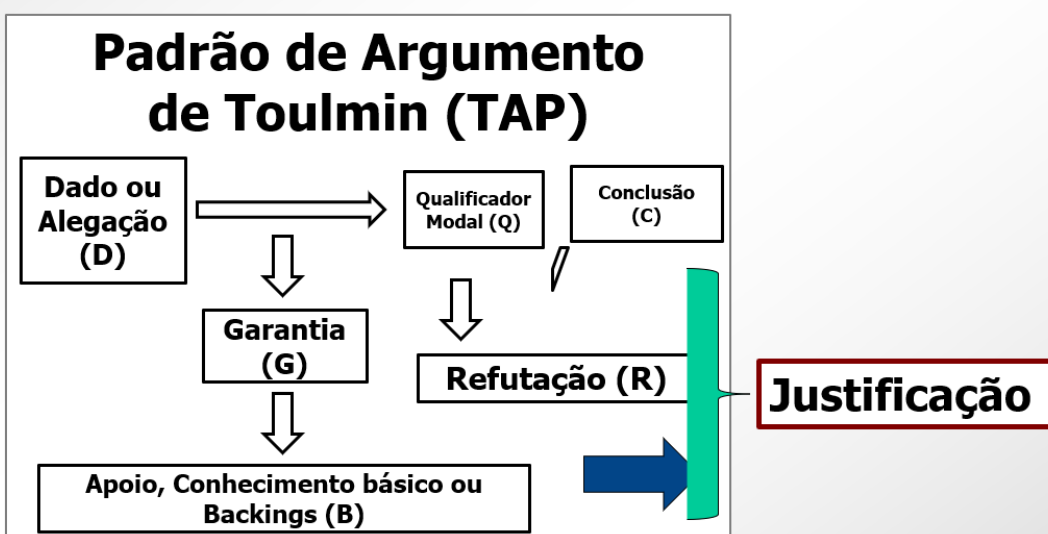 Padrão de Argumento
de Toulmin (TAP)
Dado ou
Alegação
(D)
Qualificador
Modal (Q)
Conclusão
(C)
Garantia
(G)
Refutação (R)
Justificação
Apoio, Conhecimento básico ou
Backings (B)